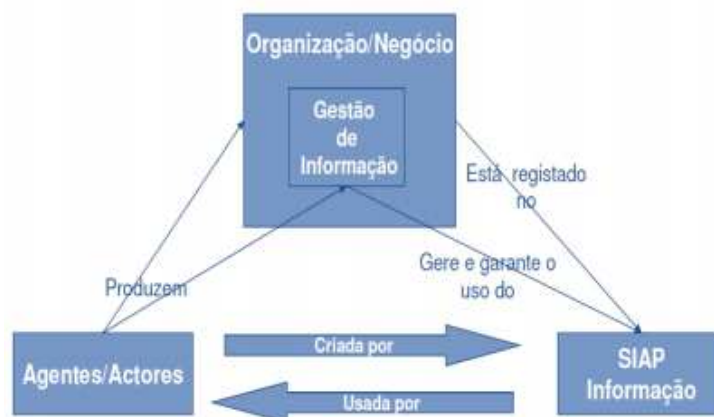 Organização/Negócio
Gestão
de
Informação
Está registado
no
Gere e garante o
uso do
Produzem
Agentes/Actores
Criada por
Usada por
SIAP
Informação